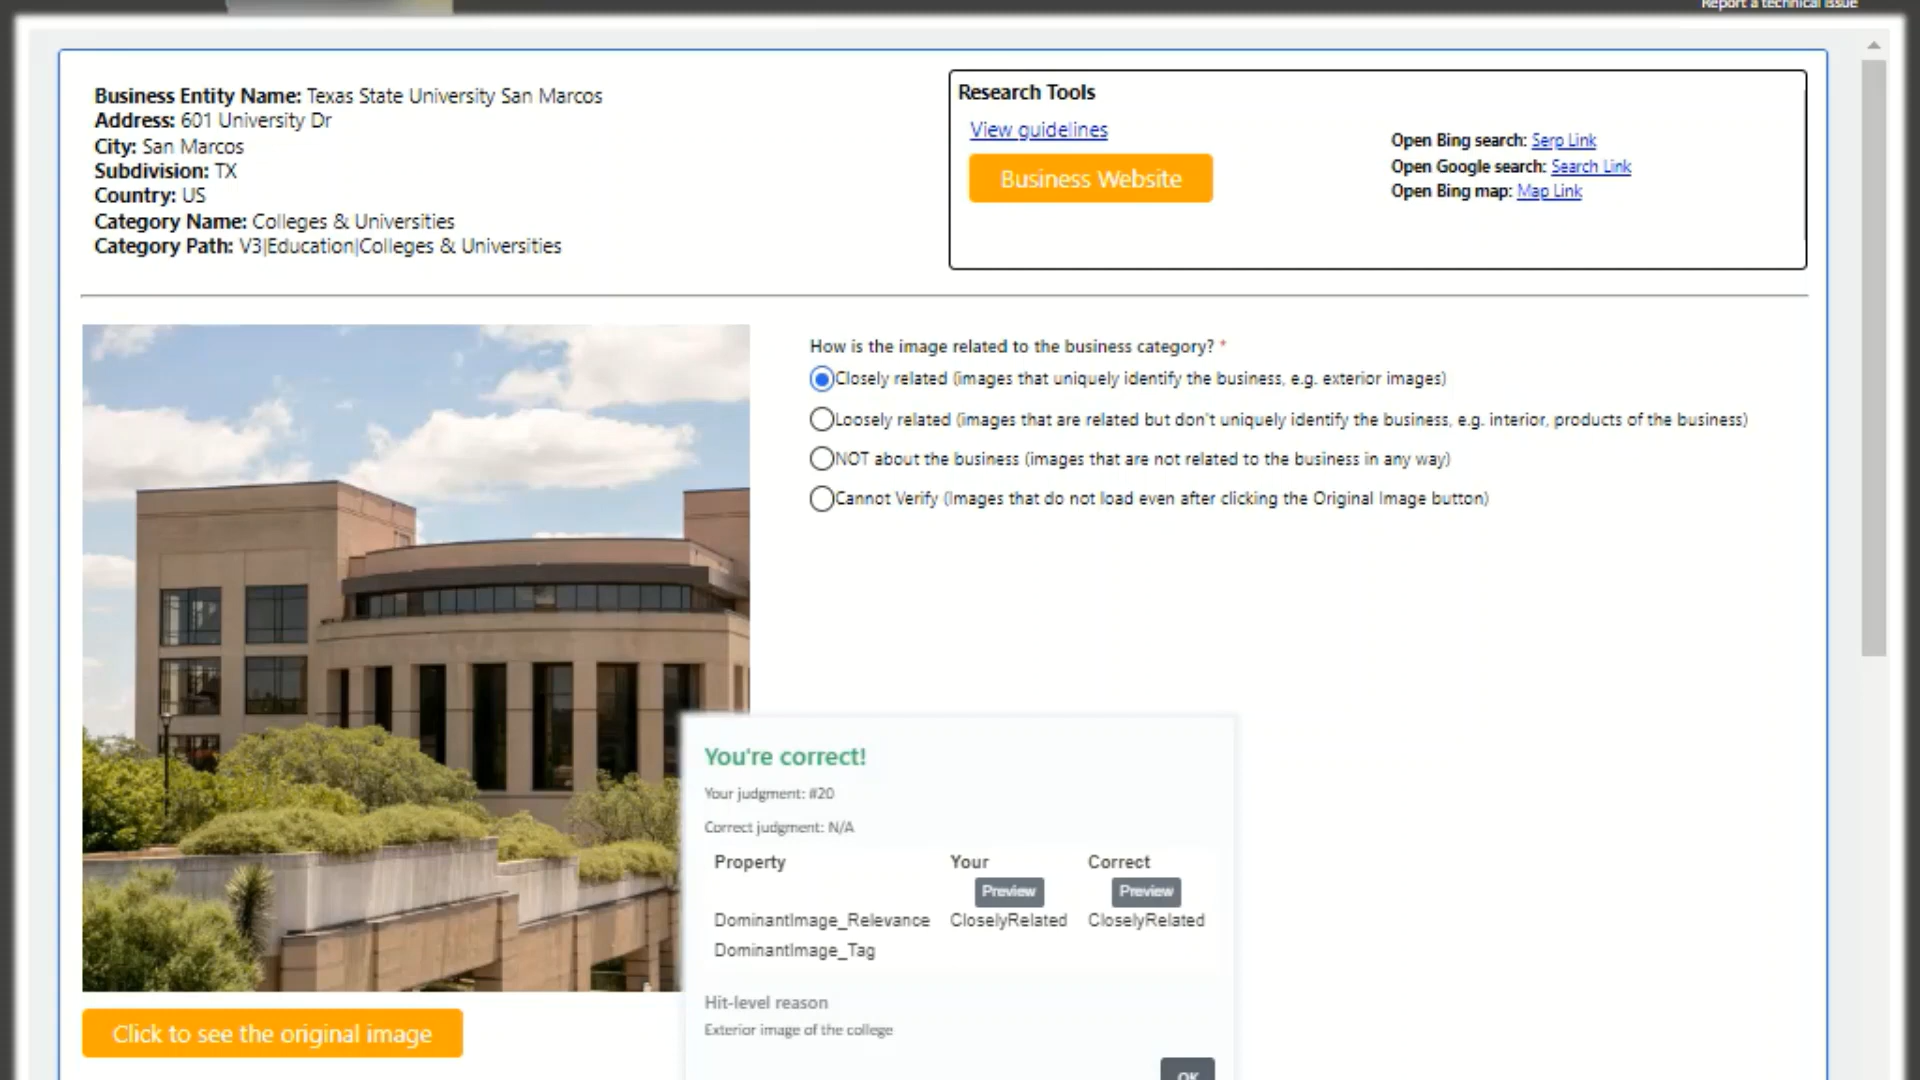 Report a technical issue
Business Entity Name: Texas State University San Marcos
Address: 601 University Dr
City: San Marcos
Subdivision: TX
Country: US
Category Name: Colleges & Universities
Category Path: V3|Education|Colleges & Universities
Research Tools
View guidelines
Business Website
Open Bing search: Serp Link
Open Google search: Search Link
Open Bing map: Map Link
How is the image related to the business category? *
Closely related (images that uniquely identify the business, e.g. exterior images)
Loosely related (images that are related but don't uniquely identify the business, e.g. interior, products of the business)
NOT about the business (images that are not related to the business in any way)
Cannot Verify (Images that do not load even after clicking the Original Image button)
Click to see the original image
You're correct!
Your judgment: #20
Correct judgment: N/A
Property Your Correct
Preview Preview
DominantImage_Relevance CloselyRelated CloselyRelated
DominantImage_Tag
Hit-level reason
Exterior image of the college
OK